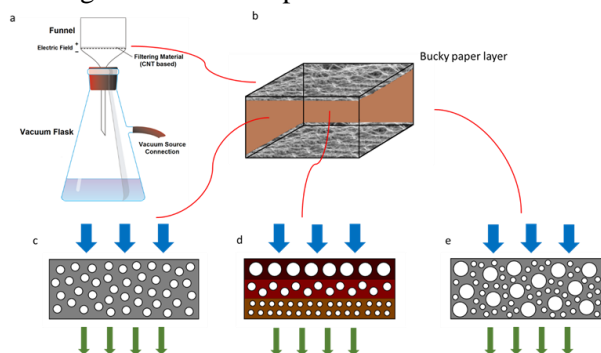 a
Funnel
Electric Field
+
−
Filtering Material
(CNT based)
Vacuum Flask
Vacuum Source
Connection
b
Bucky paper layer
c
d
e